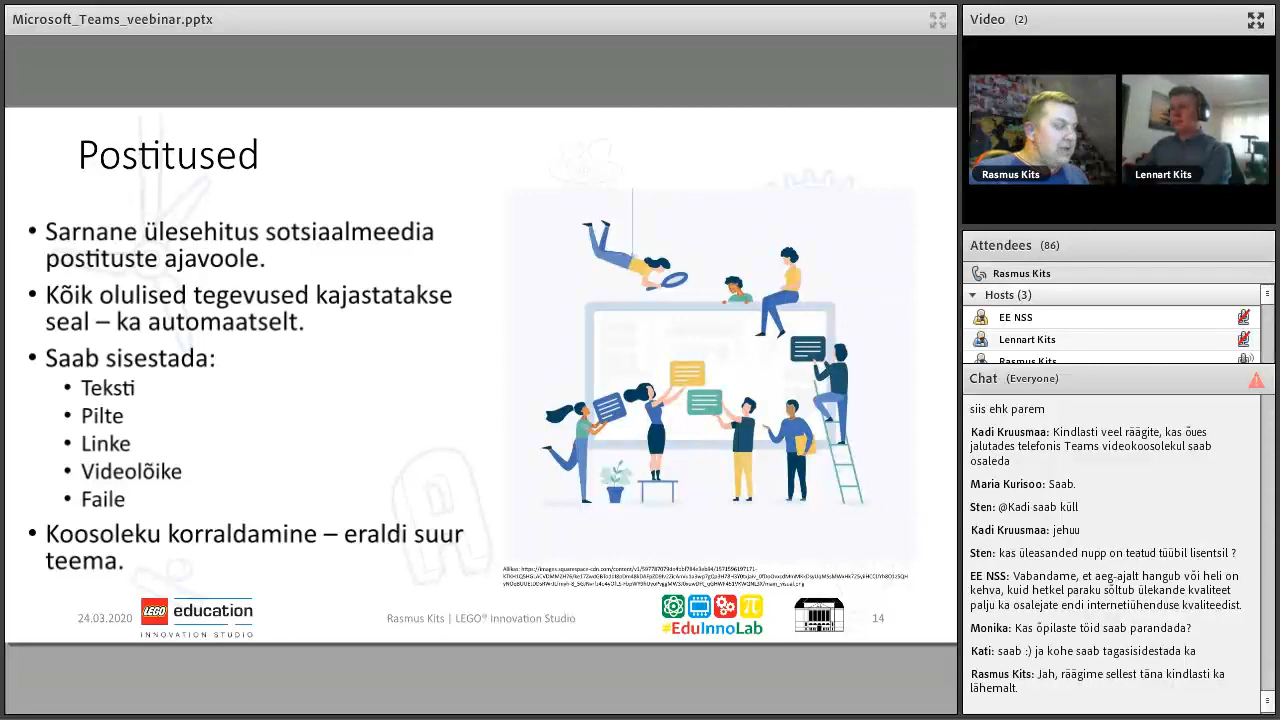 Microsoft_Teams_veebinar.pptx
Postitused
• Sarnane ülesehitus sotsiaalmeedia
postituste ajavoole.
• Kõik olulised tegevused kajastatakse
seal – ka automaatselt.
• Saab sisestada:
• Teksti
• Pilte
• Linke
• Videolõike
• Faile
• Koosoleku korraldamine – eraldi suur
teema.
24.03.2020
LEGO education
INNOVATION STUDIO
Rasmus Kits | LEGO® Innovation Studio
#EduInnoLab
14
Video (2)
Rasmus Kits
Lennart Kits
Attendees (86)
Rasmus Kits
Hosts (3)
EE NSS
Lennart Kits
Rasmus Kits
Chat (Everyone)
siis ehk parem
Kadi Kruusmaa: Kindlasti veel räägite, kas õues
jalutades telefonis Teams videokoosolekul saab
osaleda
Maria Kurisoo: Saab.
Sten: @Kadi saab küll
Kadi Kruusmaa: jehuu
Sten: kas üleasanded nupp on teatud tüübil lisentsil ?
EE NSS: Vabandame, et aeg-ajalt hangub või heli on
kehva, kuid hetkel paraku sõltub ülekande kvaliteet
palju ka osalejate endi integriühenduse kvaliteedist
Monika: Kas õpilaste töid saab parandada?
Kati: saab :) ja kohe saab tagasisidestada ka
Rasmus Kits: Jah, räägime sellest täna kindlasti ka
lähemalt.